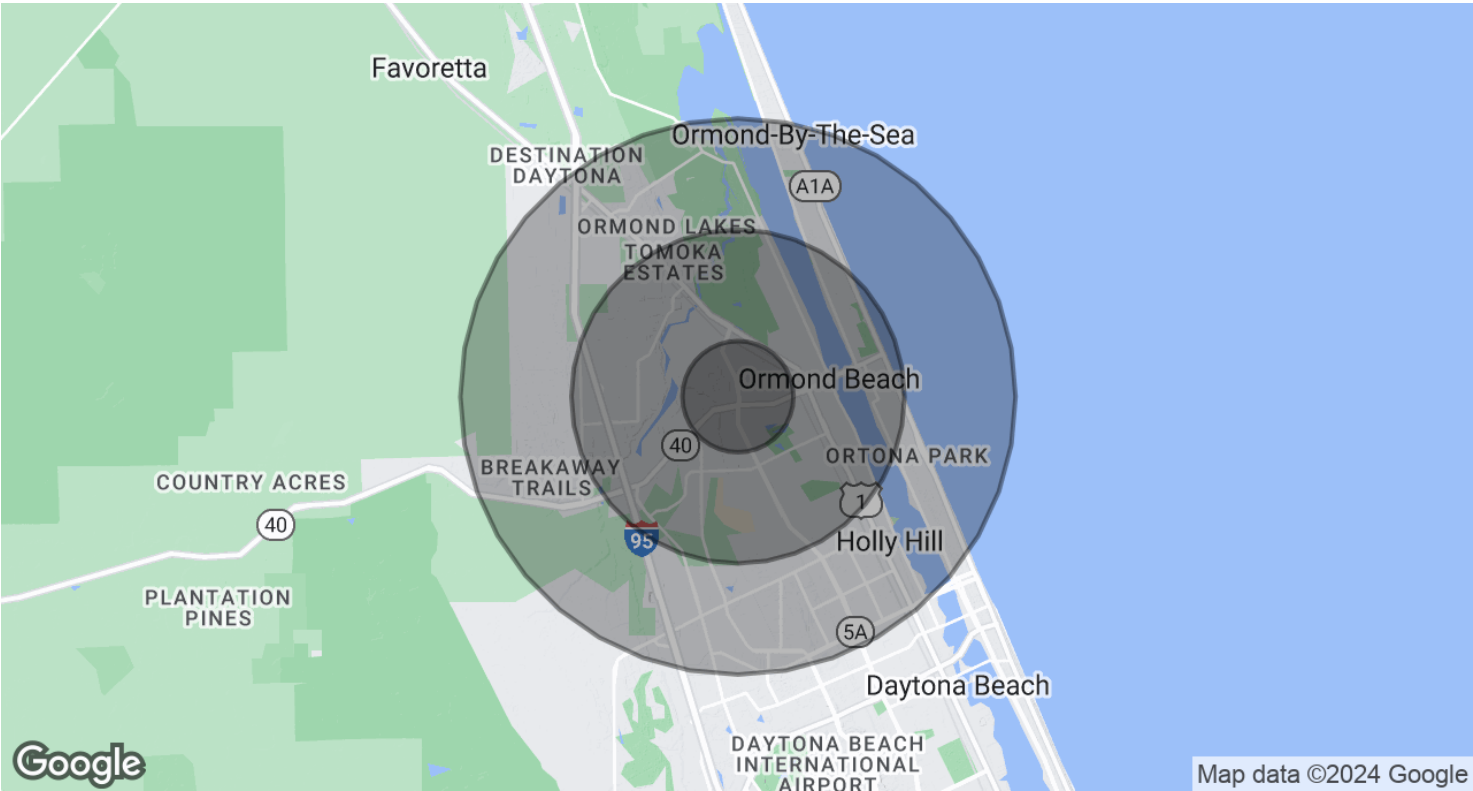 Favoretta
Ormond-By-The-Sea
DESTINATION
DAYTONA
A1A
ORMOND LAKES
TOMOKA
ESTATES
Ormond Beach
40
ORTONA PARK
BREAKAWAY
TRAILS
COUNTRY ACRES
1
40
95
Holly Hill
PLANTATION
PINES
5A
Daytona Beach
DAYTONA BEACH
INTERNATIONAL
AIRPORT
Google
Map data ©2024 Google